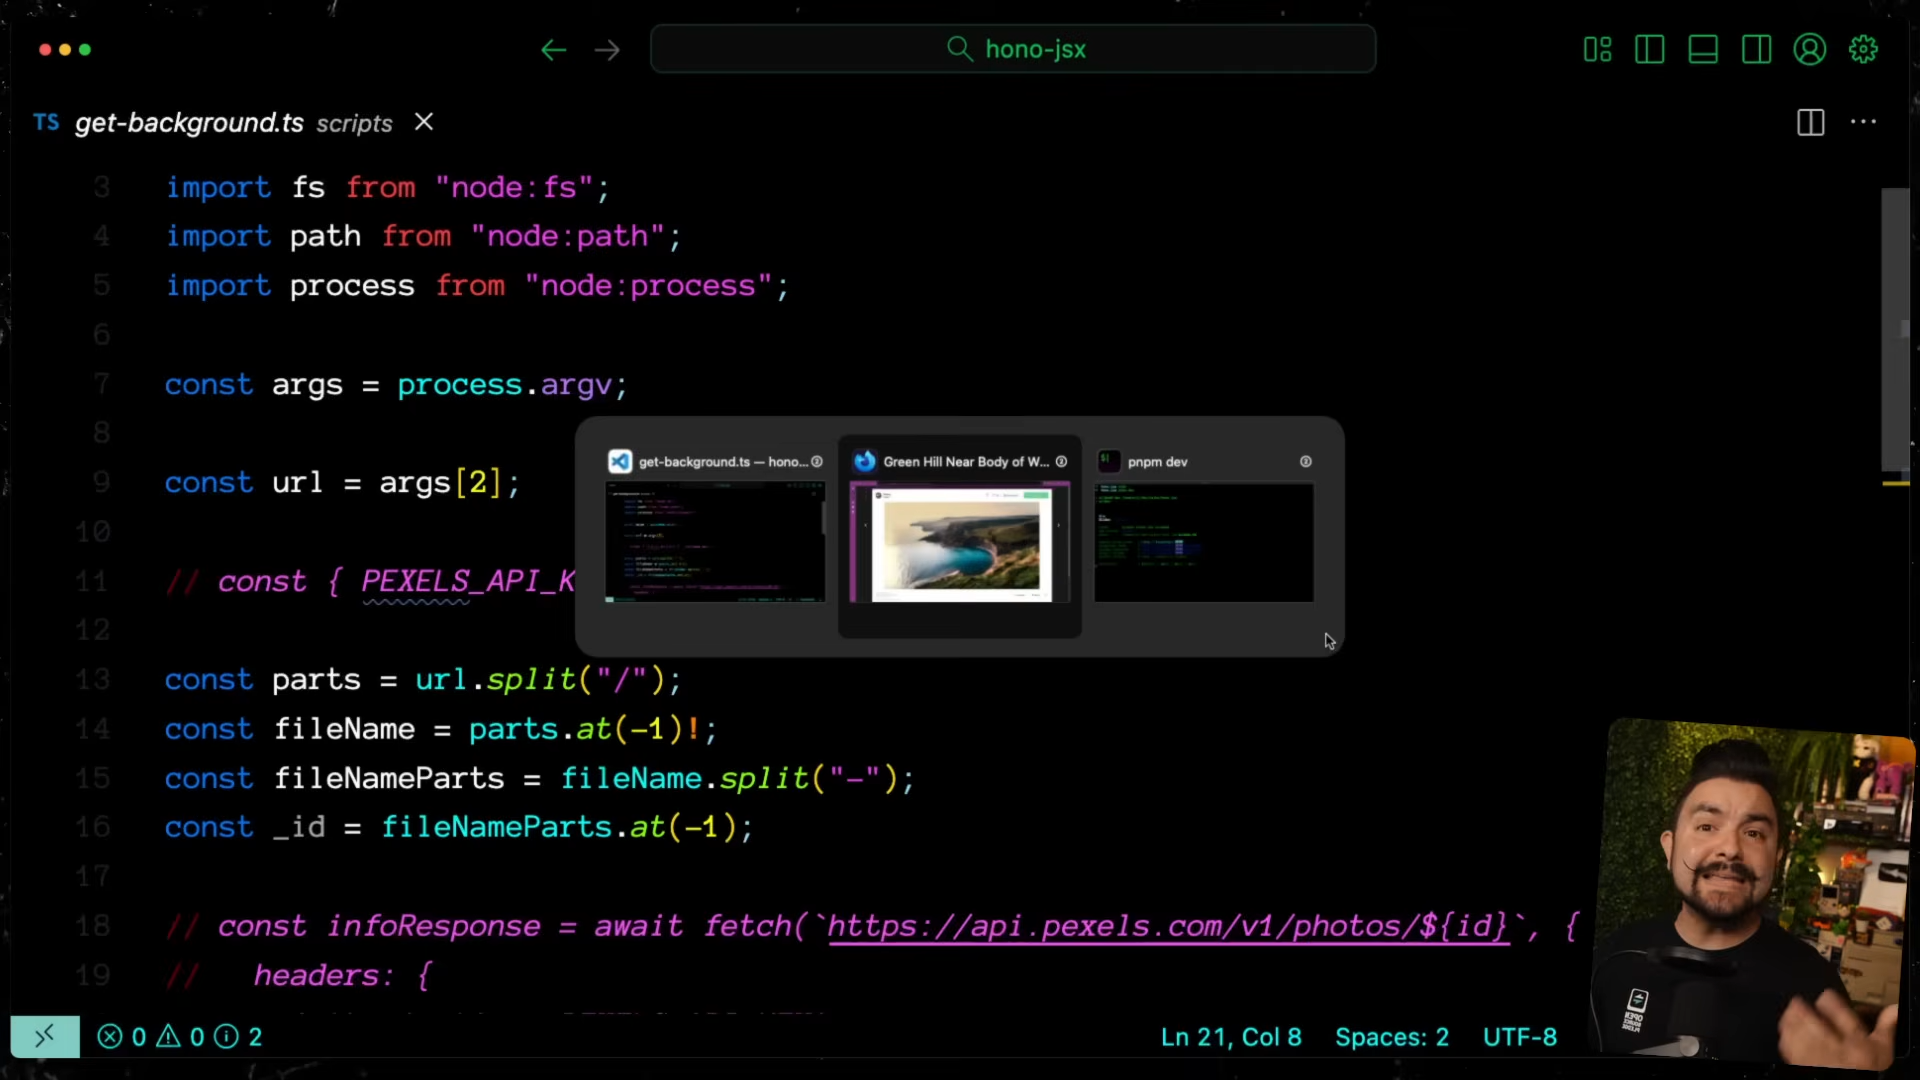 hono-jsx
TS get-background.ts scripts
3 import fs from "node:fs";
4 import path from "node:path";
5 import process from "node:process";
6
7 const args = process.argv;
8
9 const url = args[2];
10
11 // const { PEXELS_API_K
12
13 const parts = url.split("/");
14 const fileName = parts.at(-1)!;
15 const fileNameParts = fileName.split("-");
16 const _id = fileNameParts.at(-1);
17
18 // const infoResponse = await fetch(`https://api.pexels.com/v1/photos/${id}`, {
19 // headers: {
get-background.ts — hono...
Green Hill Near Body of W...
pnpm dev
0 0 2
Ln 21, Col 8 Spaces: 2 UTF-8